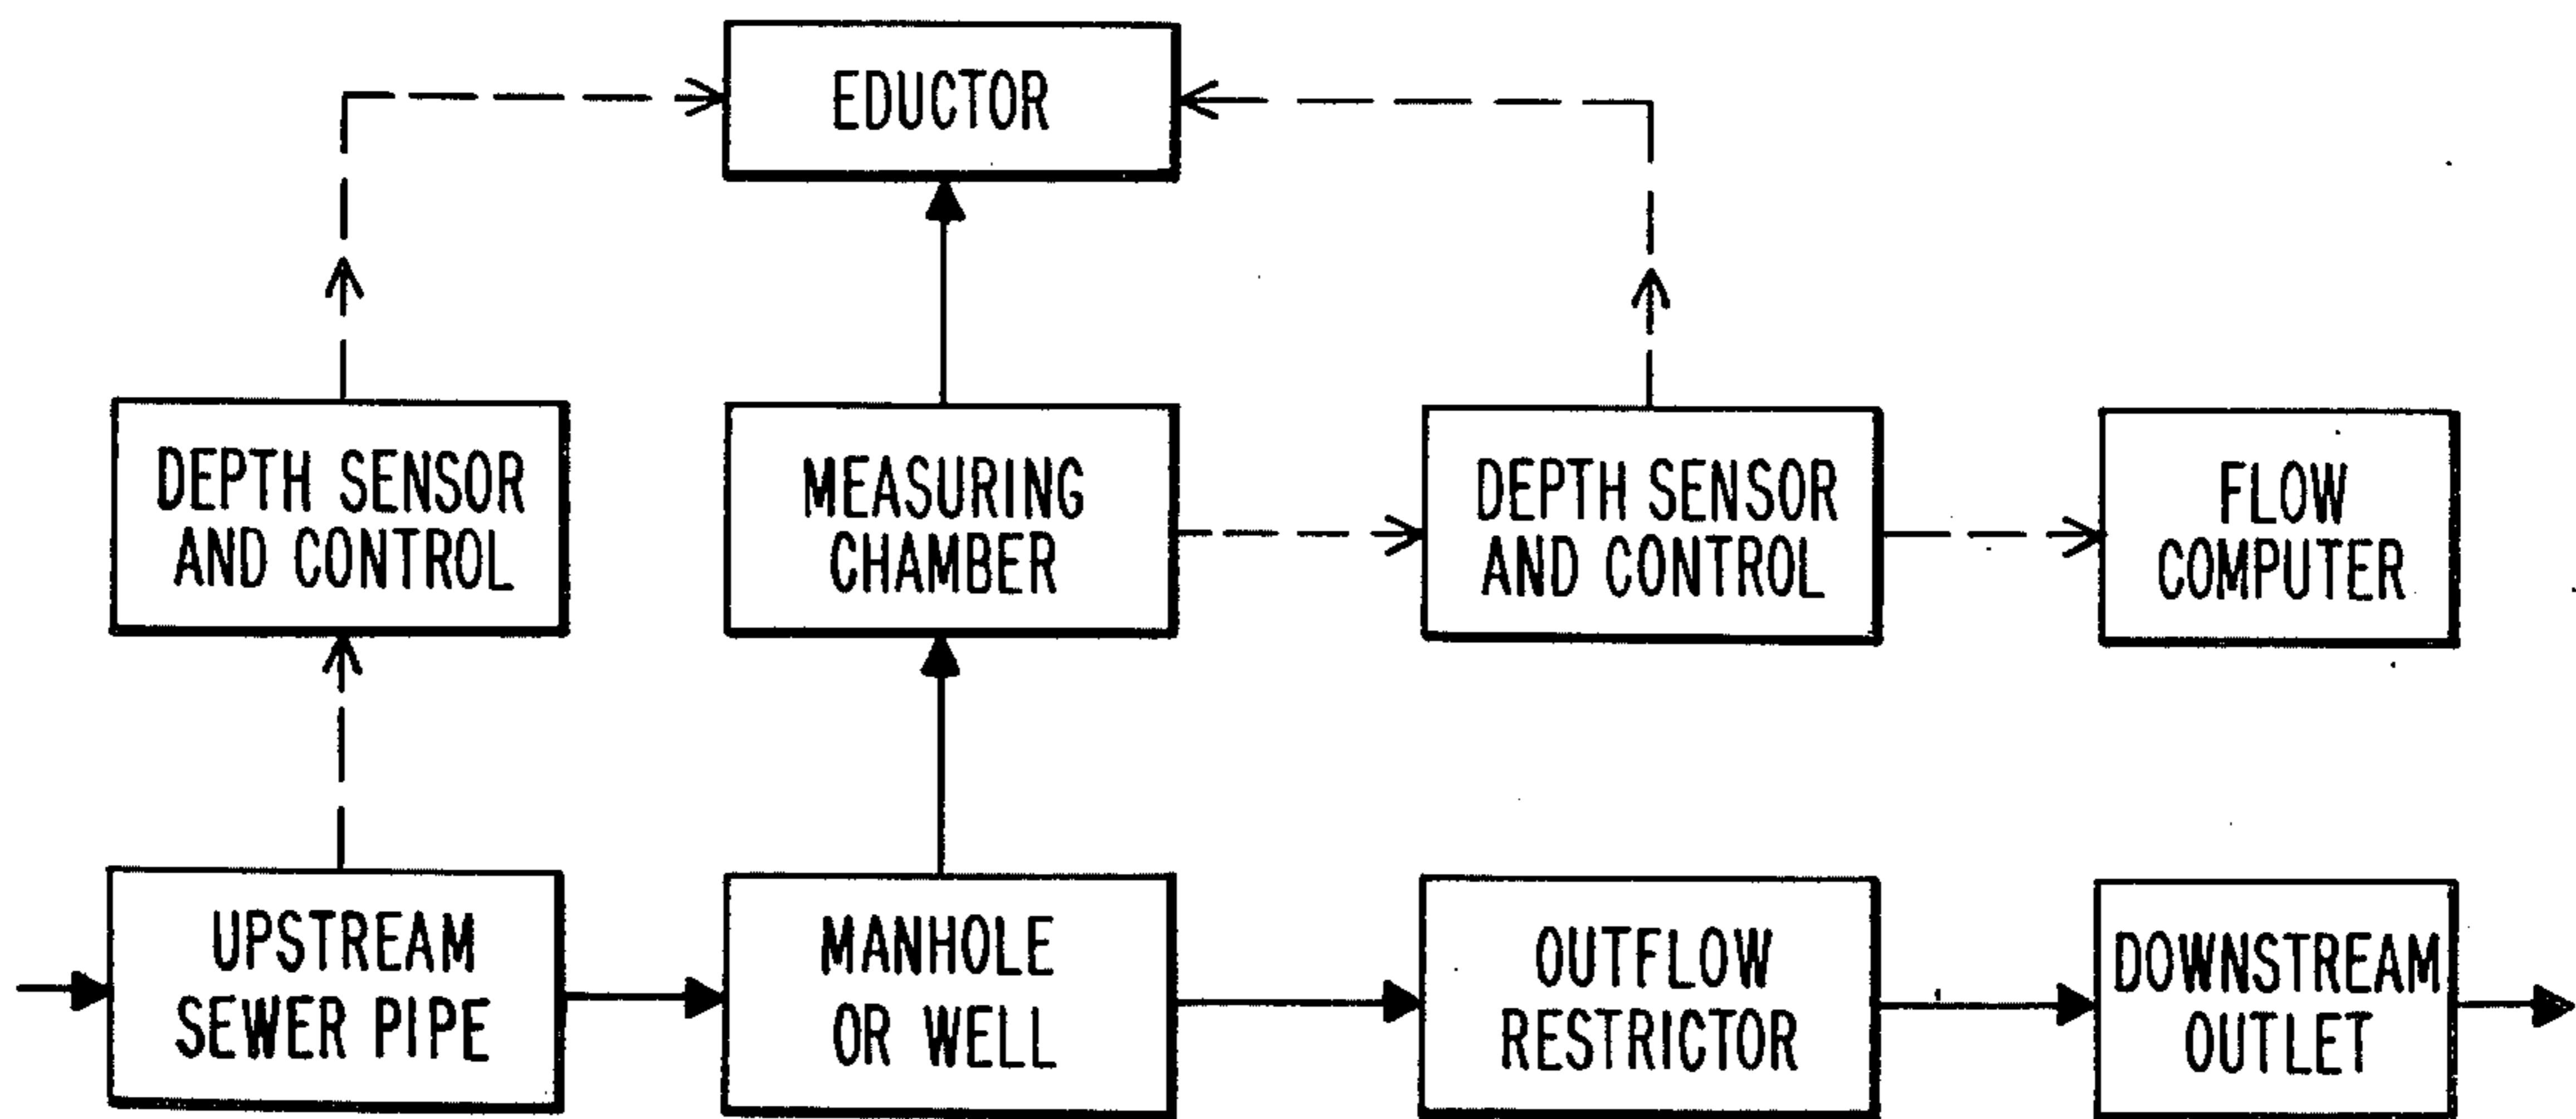 EDUCTOR
DEPTH SENSOR
AND CONTROL
MEASURING
CHAMBER
DEPTH SENSOR
AND CONTROL
FLOW
COMPUTER
UPSTREAM
SEWER PIPE
MANHOLE
OR WELL
OUTFLOW
RESTRICTOR
DOWNSTREAM
OUTLET